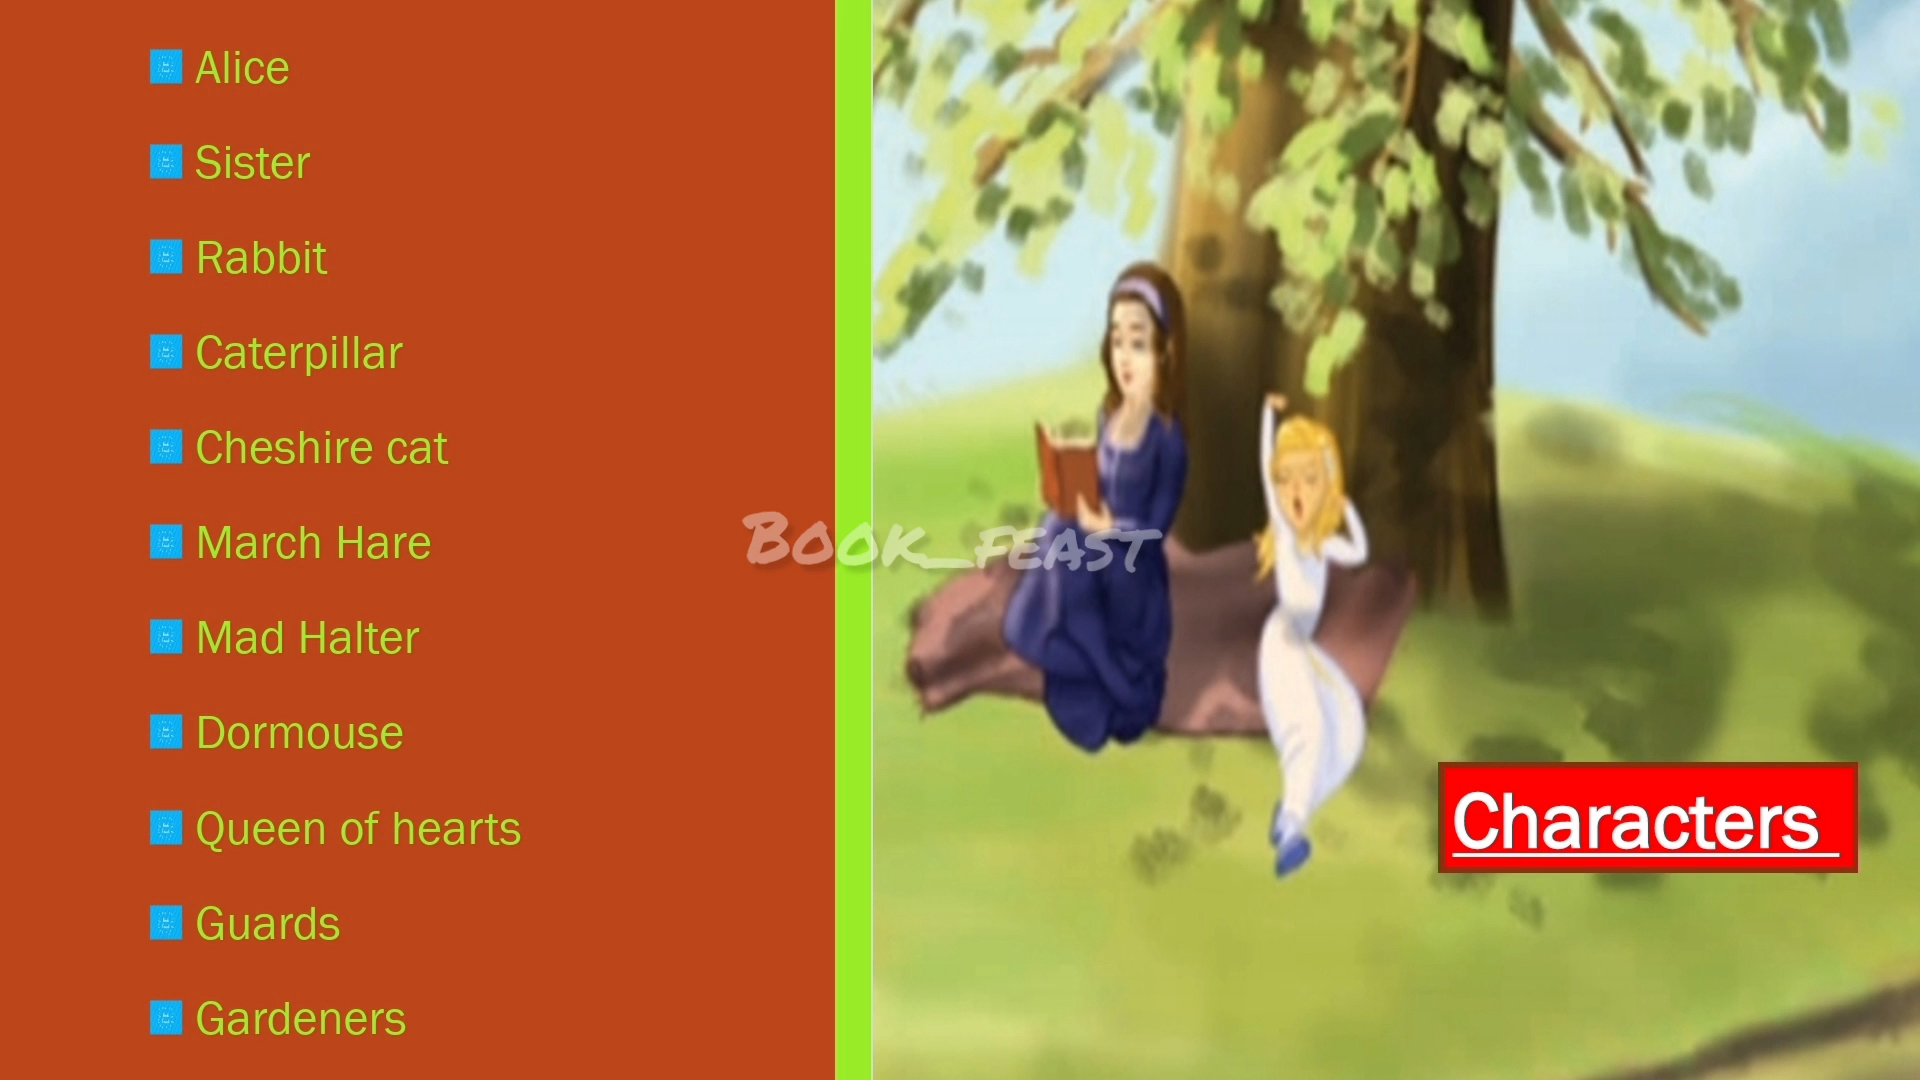 Alice
Sister
Rabbit
Caterpillar
Cheshire cat
March Hare
Mad Halter
Dormouse
Queen of hearts
Guards
Gardeners
Book_feast
Characters